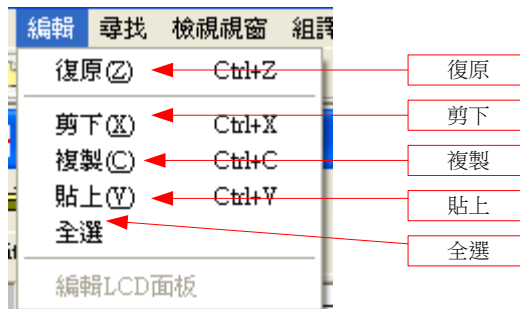 編輯 尋找 檢視視窗 組譯
復原(Z) Ctrl+Z 復原
剪下(X) Ctrl+X 剪下
複製(C) Ctrl+C 複製
貼上(V) Ctrl+V 貼上
全選 全選
編輯LCD面板